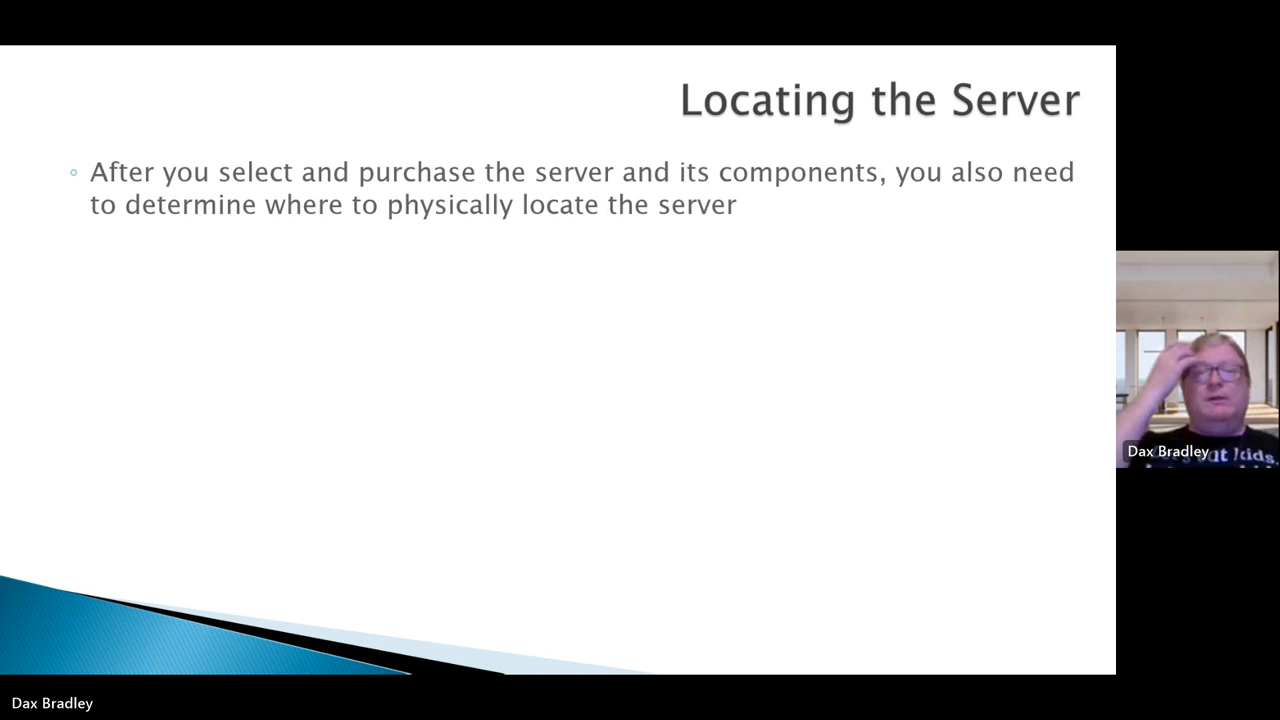 Locating the Server
After you select and purchase the server and its components, you also need
to determine where to physically locate the server
Dax Bradley
kids,
Dax Bradley